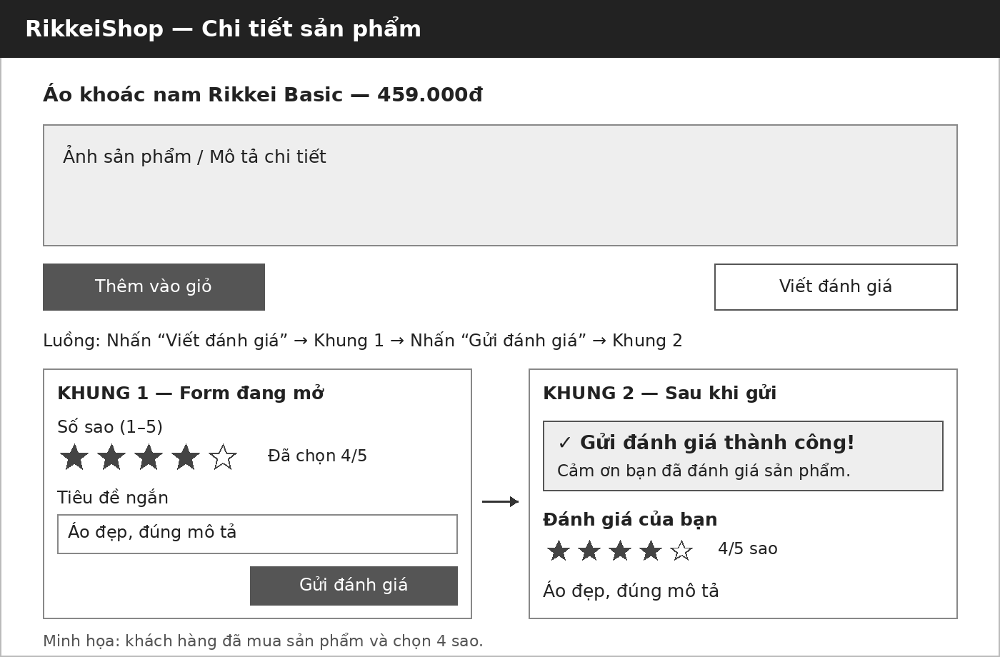 RikkeiShop — Chi tiết sản phẩm
Áo khoác nam Rikkei Basic — 459.000đ
Ảnh sản phẩm / Mô tả chi tiết
Thêm vào giỏ
Viết đánh giá
Luồng: Nhấn “Viết đánh giá” → Khung 1 → Nhấn “Gửi đánh giá” → Khung 2
KHUNG 1 — Form đang mở
Số sao (1–5)
Đã chọn 4/5
Tiêu đề ngắn
Áo đẹp, đúng mô tả
Gửi đánh giá
KHUNG 2 — Sau khi gửi
✓ Gửi đánh giá thành công!
Cảm ơn bạn đã đánh giá sản phẩm.
Đánh giá của bạn
4/5 sao
Áo đẹp, đúng mô tả
Minh họa: khách hàng đã mua sản phẩm và chọn 4 sao.